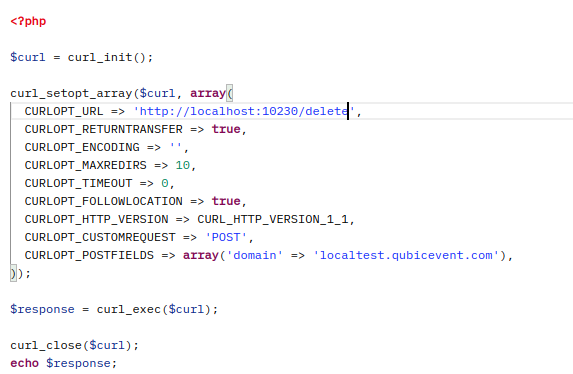 <?php
$curl = curl_init();
curl_setopt_array($curl, array(
CURLOPT_URL => 'http://localhost:10230/delete',
CURLOPT_RETURNTRANSFER => true,
CURLOPT_ENCODING => '',
CURLOPT_MAXREDIRS => 10,
CURLOPT_TIMEOUT => 0,
CURLOPT_FOLLOWLOCATION => true,
CURLOPT_HTTP_VERSION => CURL_HTTP_VERSION_1_1,
CURLOPT_CUSTOMREQUEST => 'POST',
CURLOPT_POSTFIELDS => array('domain' => 'localtest.qubicevent.com'),
));
$response = curl_exec($curl);
curl_close($curl);
echo $response;